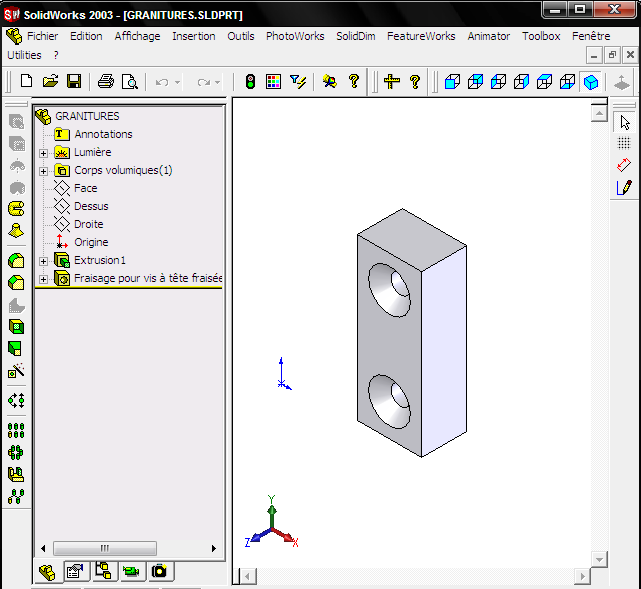 SolidWorks 2003 - [GRANITURES.SLDPRT]
Fichier Edition Affichage Insertion Outils PhotoWorks SolidDim FeatureWorks Animator Toolbox Fenêtre
Utilities ?
GRANITURES
Annotations
Lumière
Corps volumiques(1)
Face
Dessus
Droite
Origine
Extrusion1
Fraisage pour vis à tête fraisée
Y
Z X